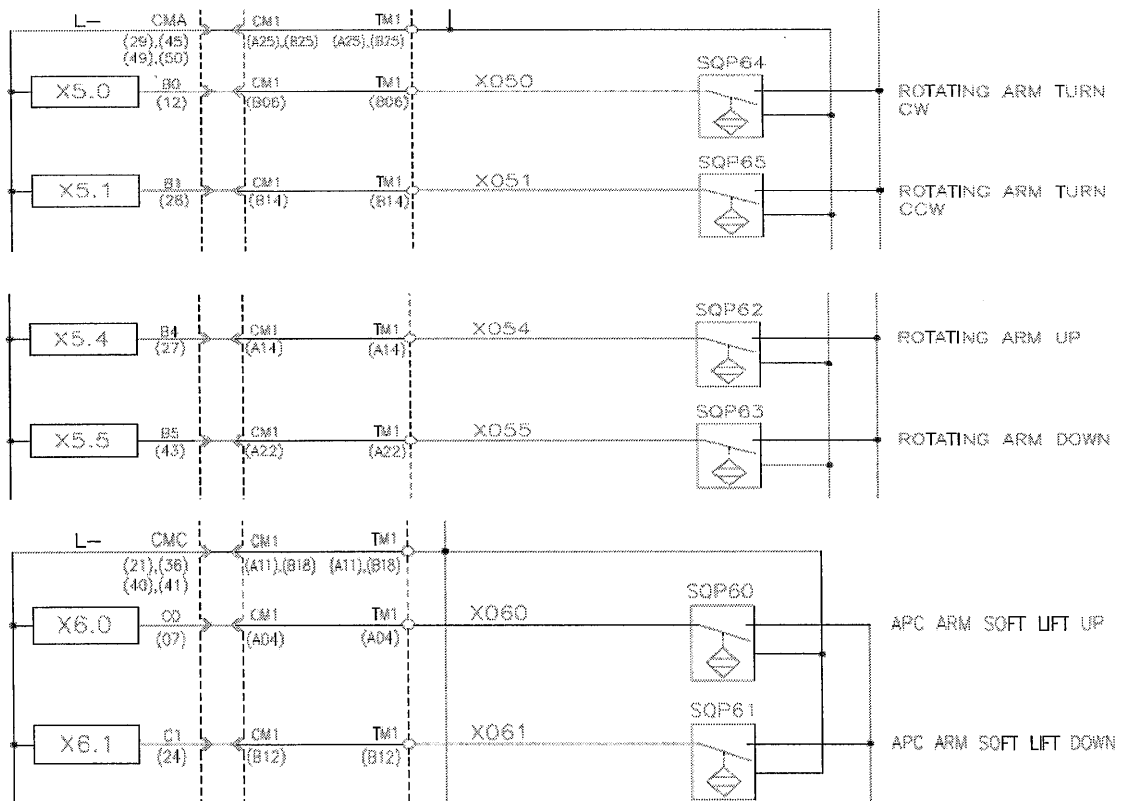 L- CMA CM1 TM1
(29),(45) (A25),(B25) (A25),(B25)
(49),(50)
SQP64
X5.0 B0 CM1 TM1 X050 ROTATING ARM TURN
(12) (B06) (B06) CW
SQP65
X5.1 B1 CM1 TM1 X051 ROTATING ARM TURN
(28) (B14) (B14) CCW
SQP62
X5.4 B4 CM1 TM1 X054 ROTATING ARM UP
(27) (A14) (A14)
SQP63
X5.5 B5 CM1 TM1 X055 ROTATING ARM DOWN
(43) (A22) (A22)
L- CMC CM1 TM1
(21),(36) (A11),(B18) (A11),(B18)
(40),(41)
SQP60
X6.0 C0 CM1 TM1 X060 APC ARM SOFT LIFT UP
(07) (A04) (A04)
SQP61
X6.1 C1 CM1 TM1 X061 APC ARM SOFT LIFT DOWN
(24) (B12) (B12)